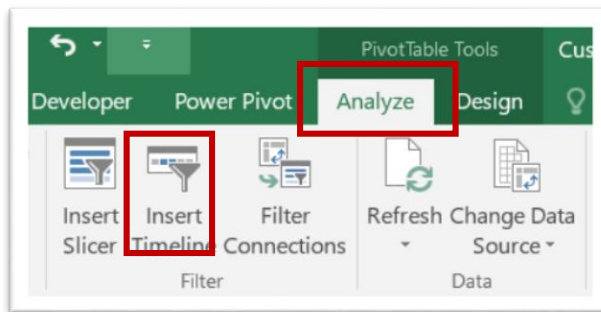 PivotTable Tools Cus
Developer Power Pivot Analyze Design
Insert Insert Filter Refresh Change Data
Slicer Timeline Connections Source
Filter Data